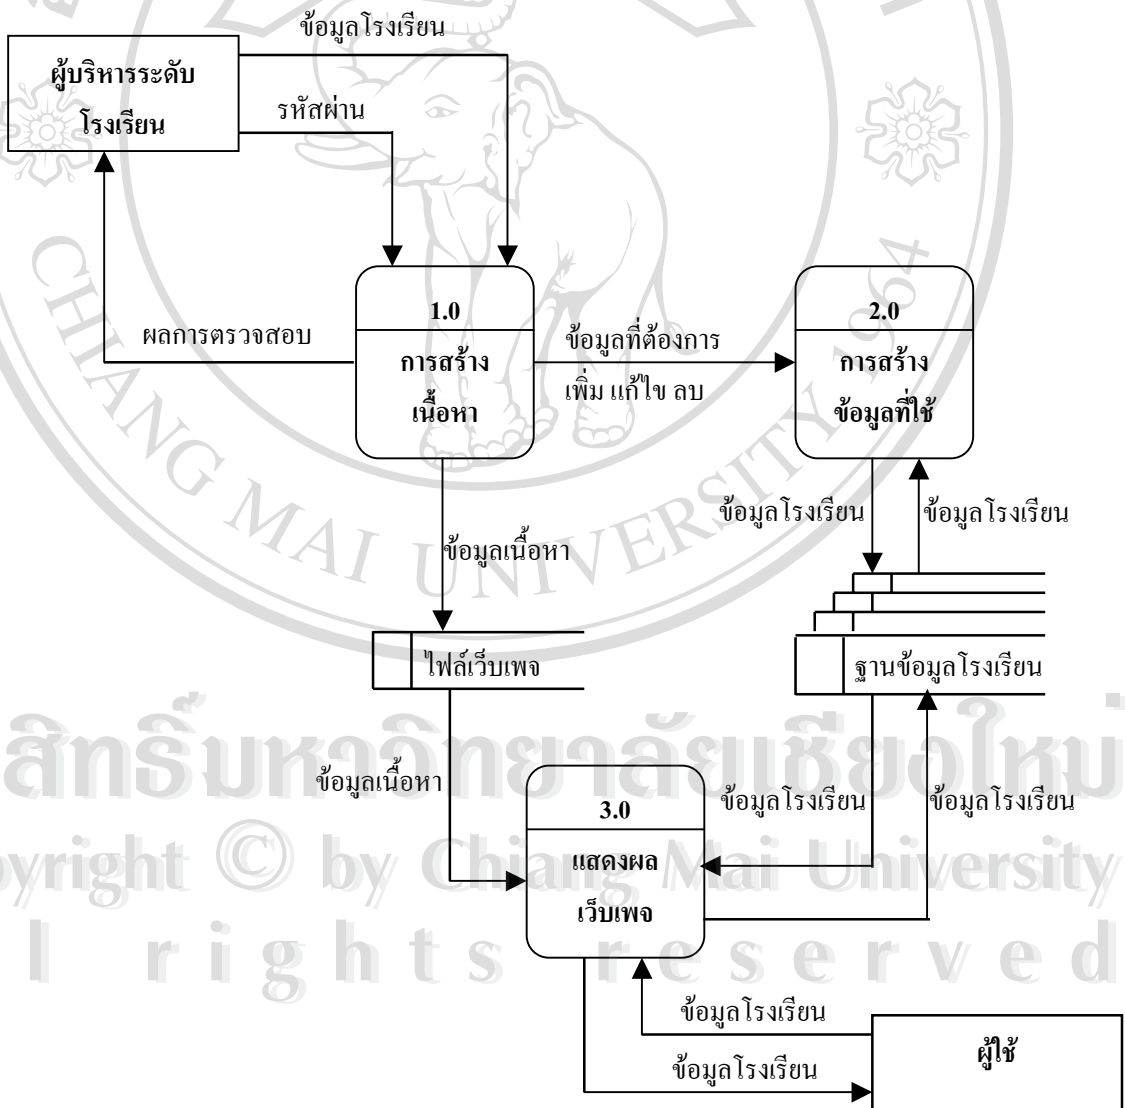 ข้อมูลโรงเรียน
ผู้บริหารระดับ
โรงเรียน
รหัสผ่าน
1.0
การสร้าง
เนื้อหา
2.0
การสร้าง
ข้อมูลที่ใช้
ผลการตรวจสอบ
ข้อมูลที่ต้องการ
เพิ่ม แก้ไข ลบ
ข้อมูลโรงเรียน
ข้อมูลโรงเรียน
ข้อมูลเนื้อหา
ไฟล์เว็บเพจ
ฐานข้อมูลโรงเรียน
ข้อมูลเนื้อหา
3.0
แสดงผล
เว็บเพจ
ข้อมูลโรงเรียน
ข้อมูลโรงเรียน
ข้อมูลโรงเรียน
ข้อมูลโรงเรียน
ผู้ใช้
CHIANG MAI UNIVERSITY 1964
สิทธิ์มหาวิทยาลัยเชียงใหม่
© by Chiang Mai University
rights reserved